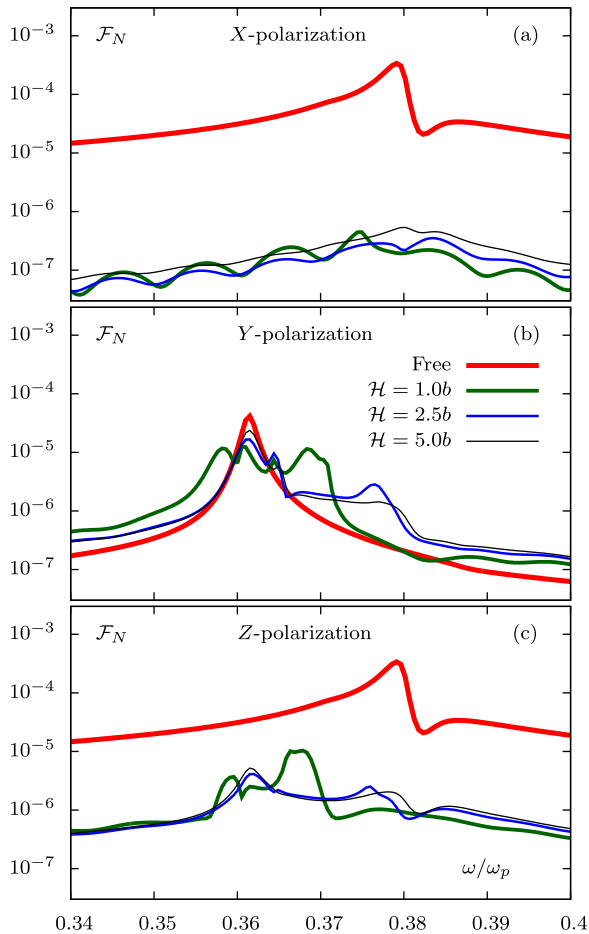 10⁻³ 𝓕_N X-polarization (a)
10⁻⁴
10⁻⁵
10⁻⁶
10⁻⁷
10⁻³ 𝓕_N Y-polarization (b)
Free
10⁻⁴
ℋ = 1.0b
ℋ = 2.5b
10⁻⁵
ℋ = 5.0b
10⁻⁶
10⁻⁷
10⁻³ 𝓕_N Z-polarization (c)
10⁻⁴
10⁻⁵
10⁻⁶
10⁻⁷
ω/ω_p
0.34 0.35 0.36 0.37 0.38 0.39 0.4